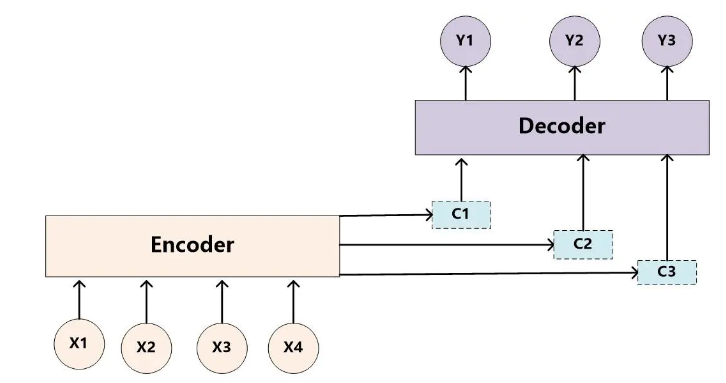 Y1 Y2 Y3
Decoder
C1
Encoder
C2
C3
X1 X2 X3 X4